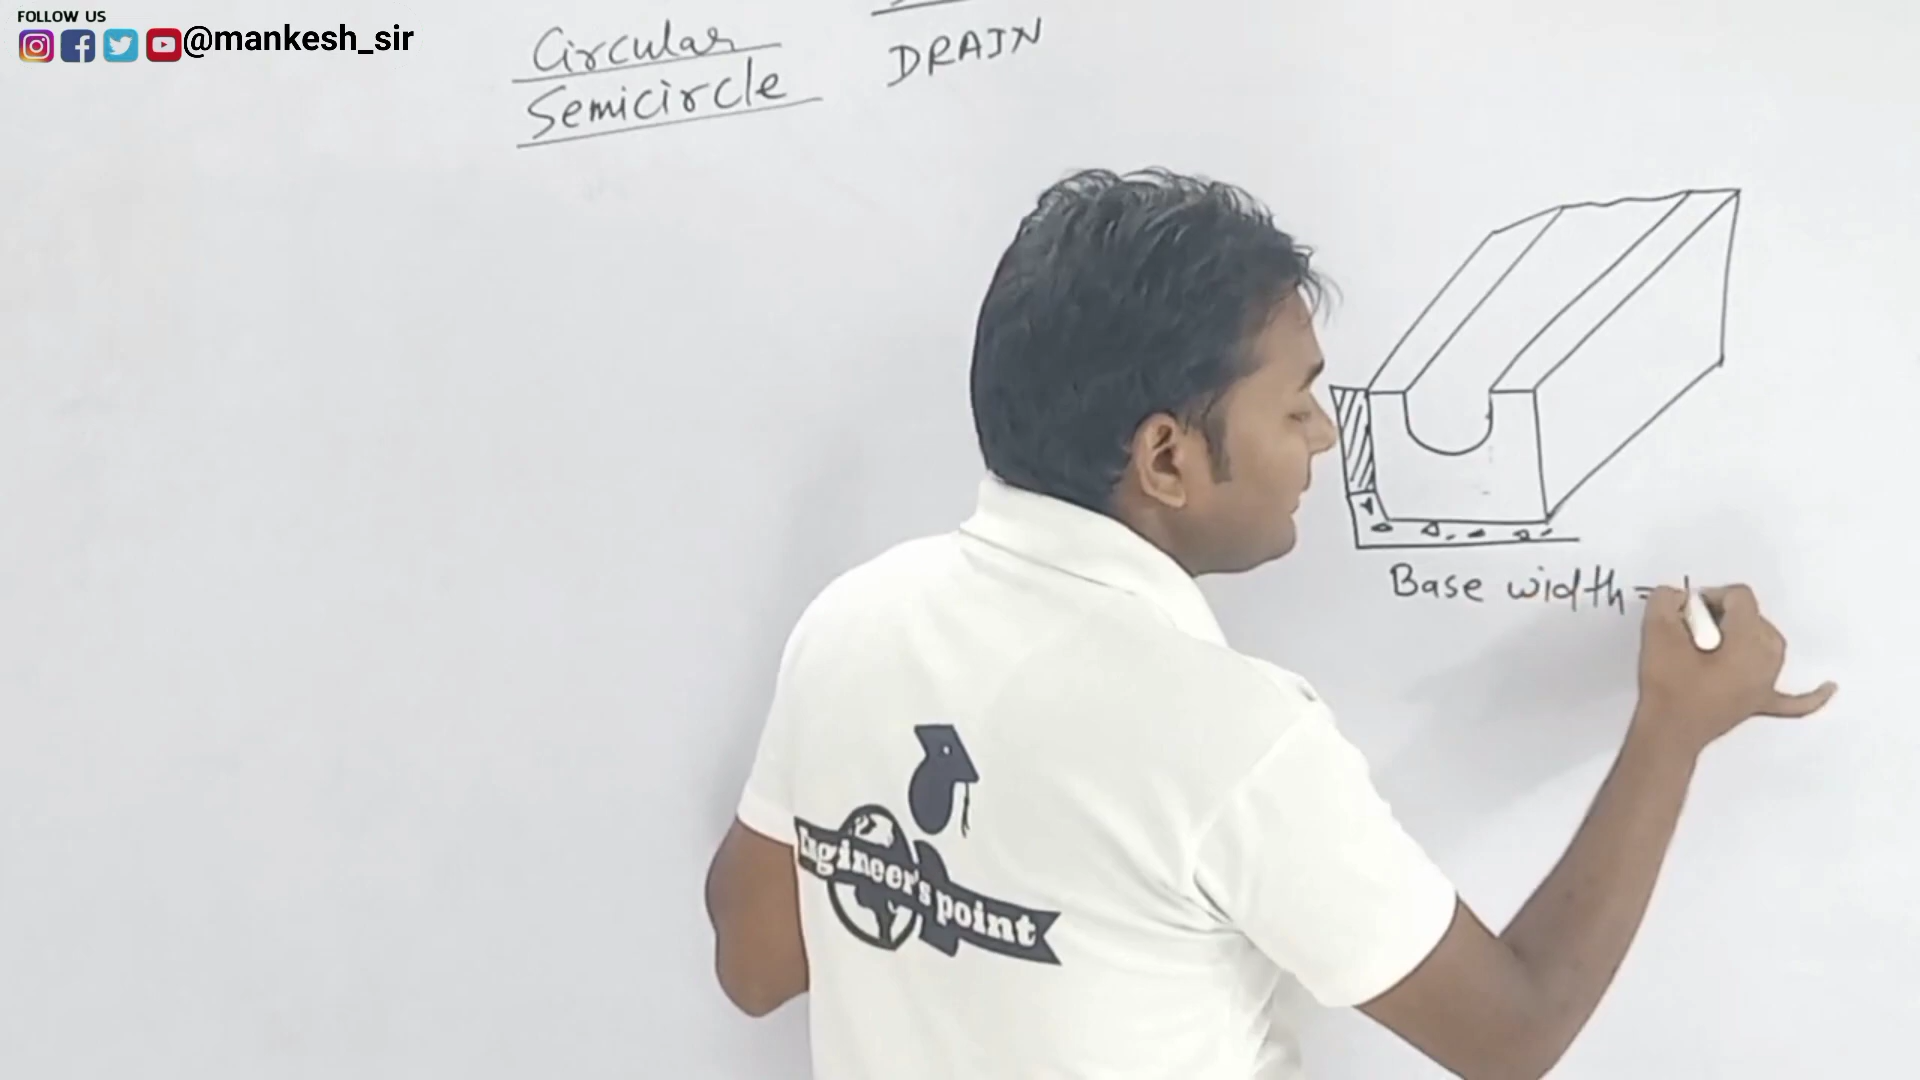 FOLLOW US
@mankesh_sir
Circular
Semicircle
DRAIN
Base width =
Engineer's point